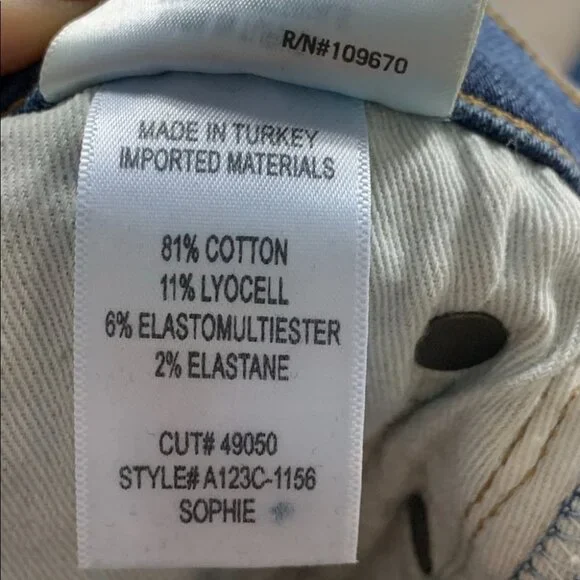 R/N#109670
MADE IN TURKEY
IMPORTED MATERIALS
81% COTTON
11% LYOCELL
6% ELASTOMULTIESTER
2% ELASTANE
CUT# 49050
STYLE# A123C-1156
SOPHIE